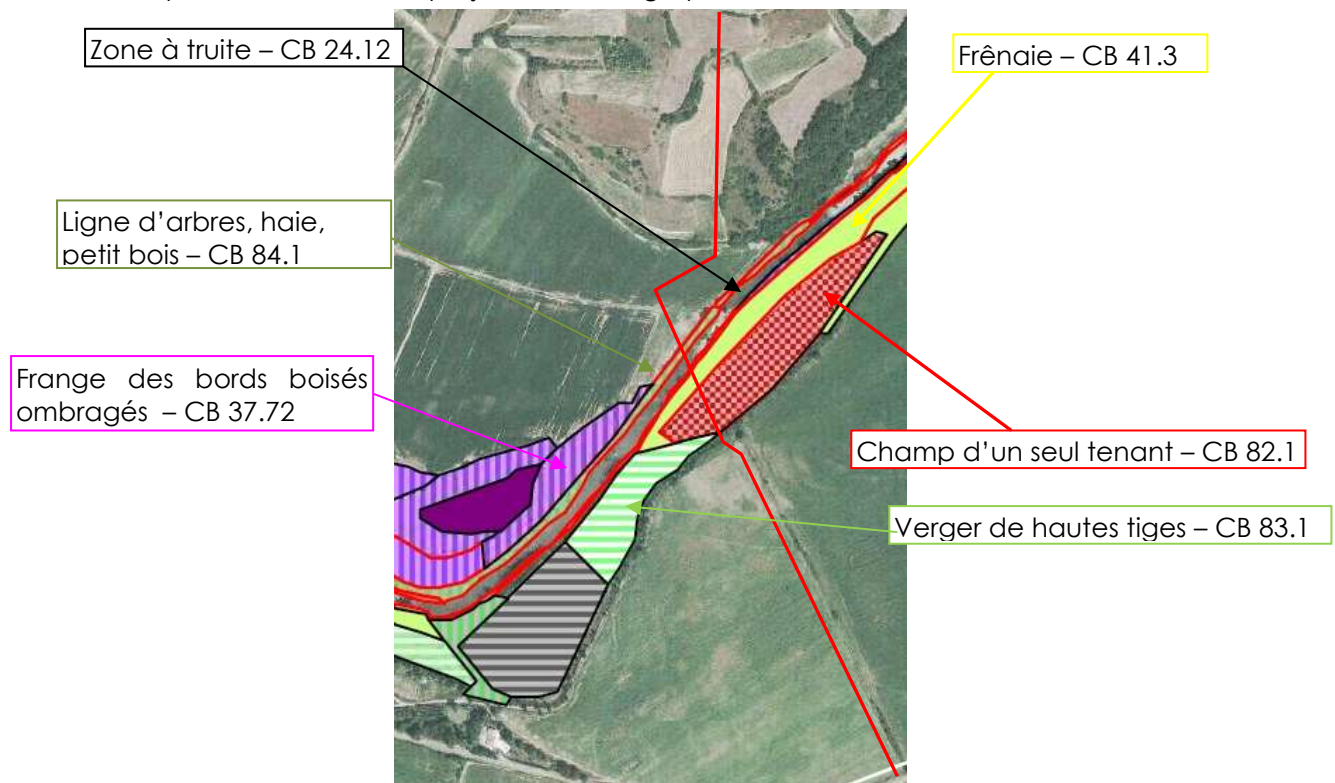 Zone à truite – CB 24.12
Frênaie – CB 41.3
Ligne d’arbres, haie,
petit bois – CB 84.1
Frange des bords boisés
ombragés – CB 37.72
Champ d’un seul tenant – CB 82.1
Verger de hautes tiges – CB 83.1